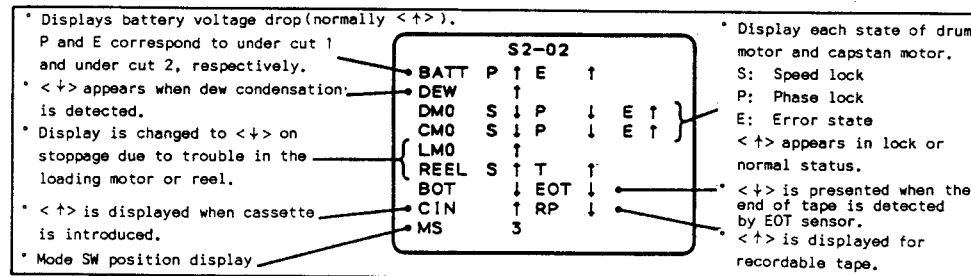 ° Displays battery voltage drop(normally <↑>).
P and E correspond to under cut 1
and under cut 2, respectively.
° <↓> appears when dew condensation
is detected.
° Display is changed to <↓> on
stoppage due to trouble in the
loading motor or reel.
° <↑> is displayed when cassette
is introduced.
° Mode SW position display
S2-02
BATT P ↑ E ↑
DEW ↑
DMO S ↓ P ↓ E ↑
CMO S ↓ P ↓ E ↑
LMO ↑
REEL S ↑ T ↑
BOT ↓ EOT ↓
CIN ↑ RP ↓
MS 3
° Display each state of drum
motor and capstan motor.
S: Speed lock
P: Phase lock
E: Error state
<↑> appears in lock or
normal status.
° <↓> is presented when the
end of tape is detected
by EOT sensor.
° <↑> is displayed for
recordable tape.